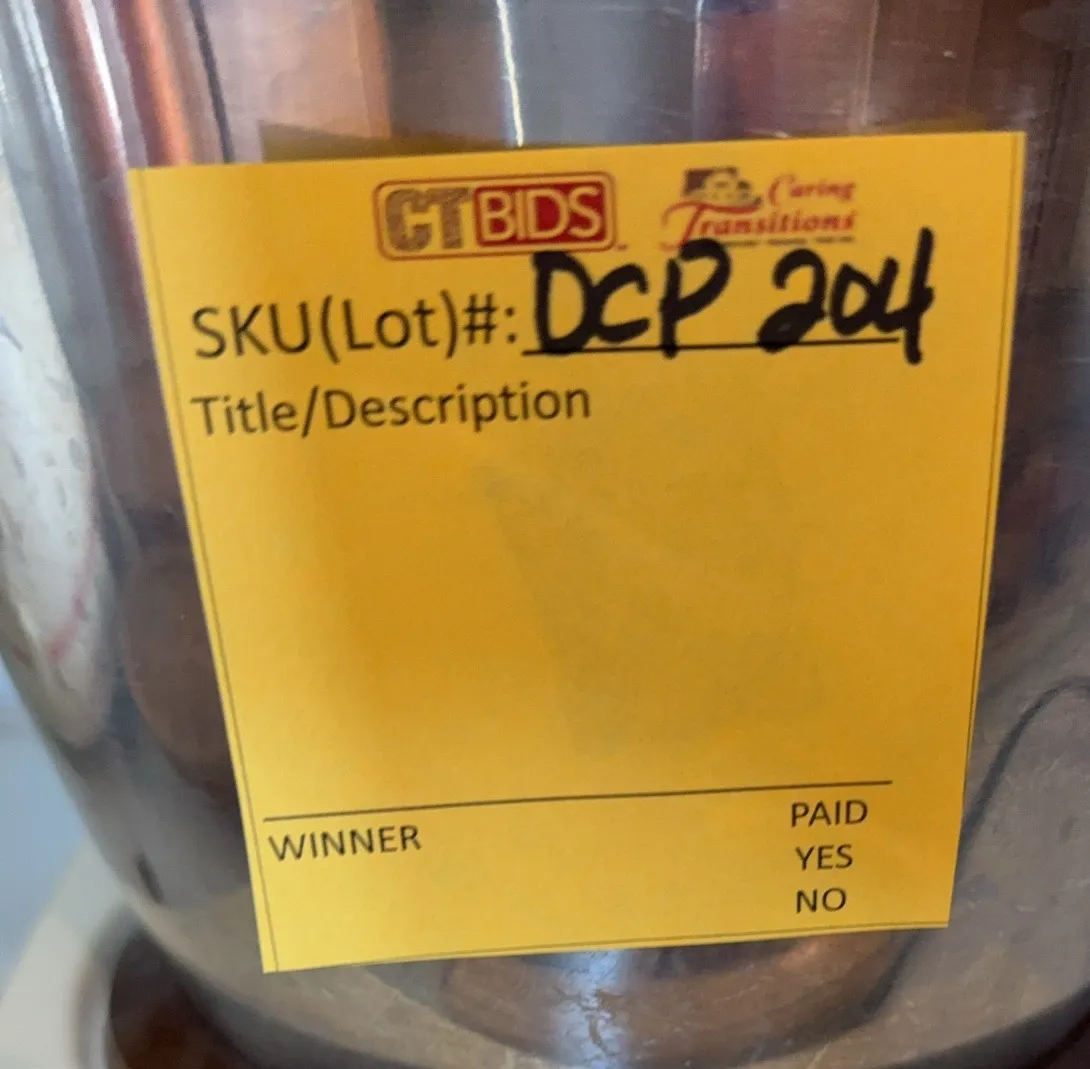 CTBIDS Caring
Transitions
SKU(Lot)#: DCP 204
Title/Description
WINNER PAID
YES
NO